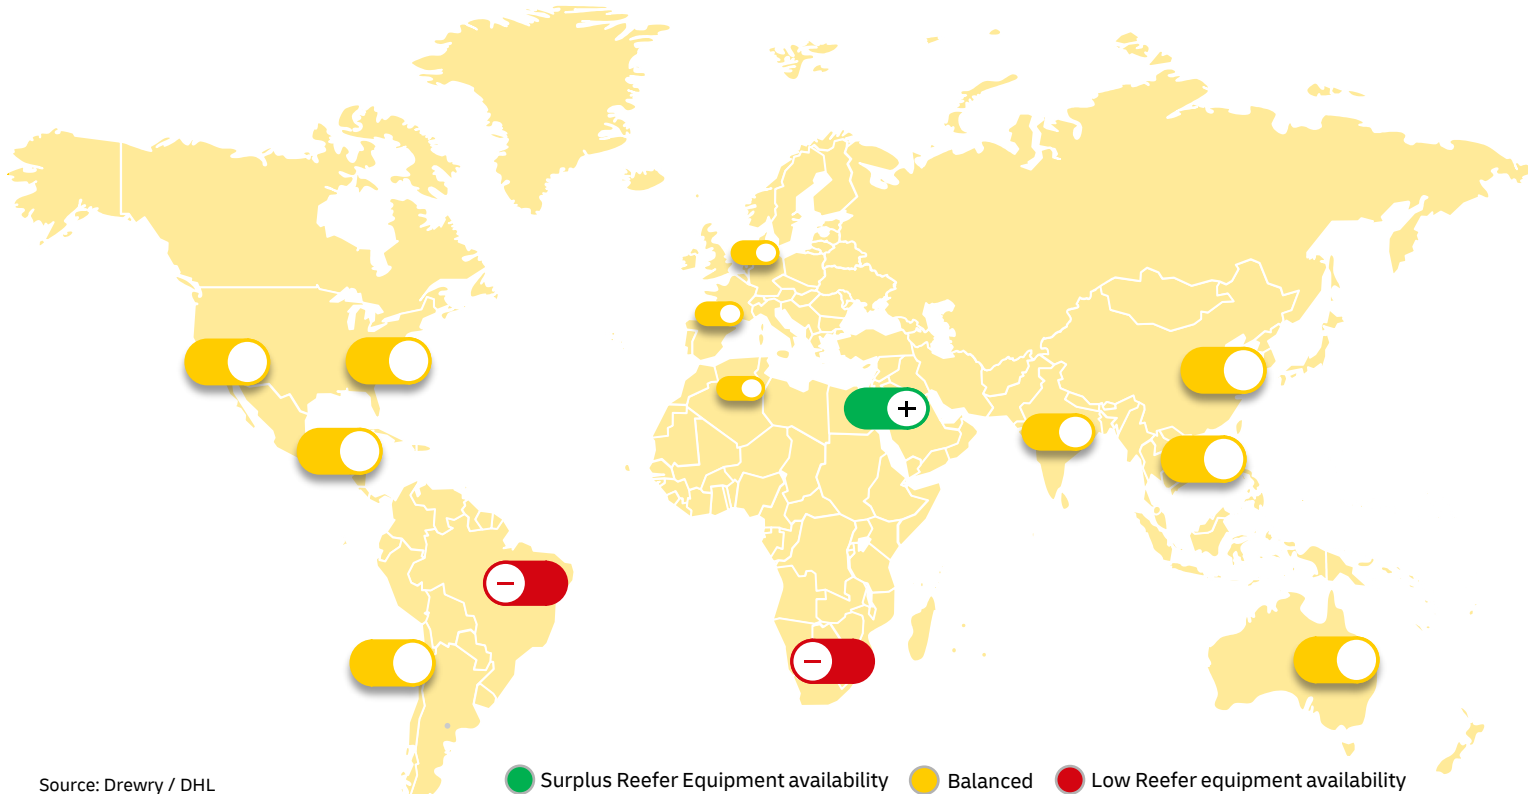 +
−
−
Source: Drewry / DHL
Surplus Reefer Equipment availability
Balanced
Low Reefer equipment availability